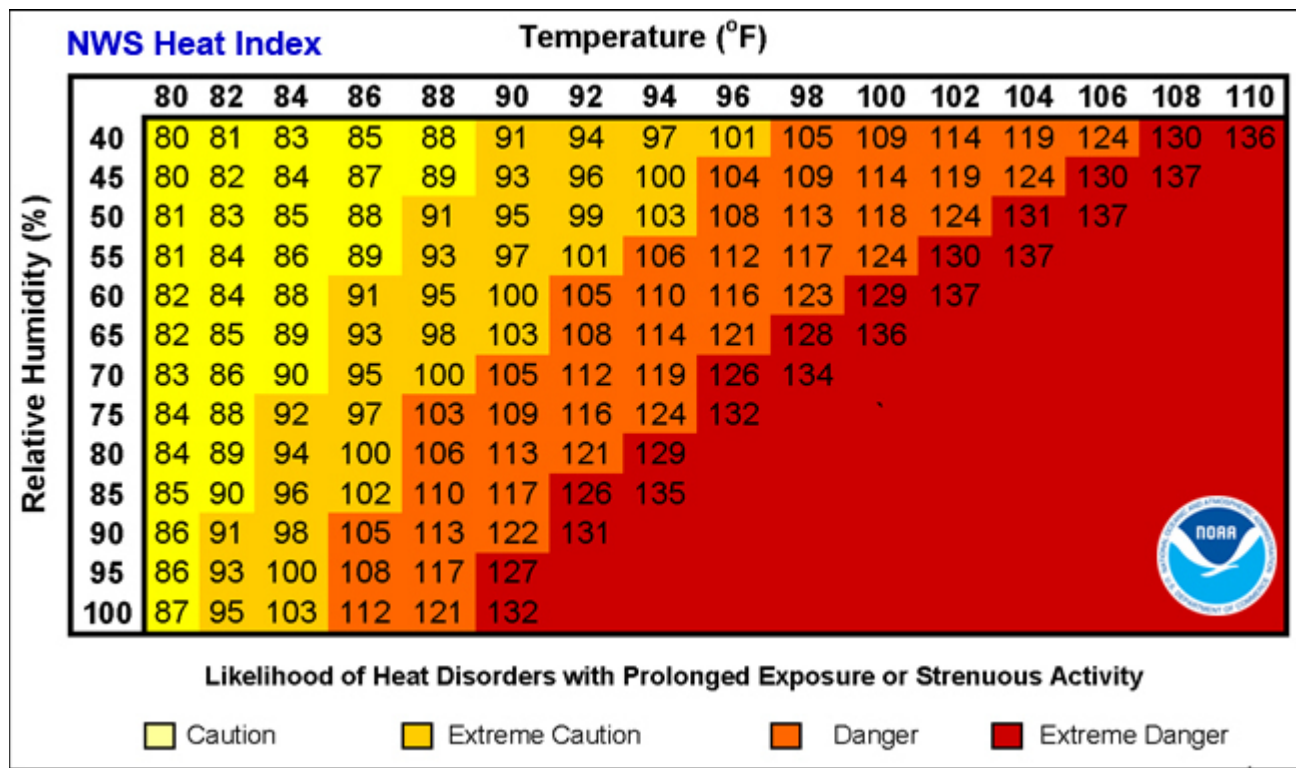 NWS Heat Index
Temperature (°F)
80 82 84 86 88 90 92 94 96 98 100 102 104 106 108 110
Relative Humidity (%)
40 80 81 83 85 88 91 94 97 101 105 109 114 119 124 130 136
45 80 82 84 87 89 93 96 100 104 109 114 119 124 130 137
50 81 83 85 88 91 95 99 103 108 113 118 124 131 137
55 81 84 86 89 93 97 101 106 112 117 124 130 137
60 82 84 88 91 95 100 105 110 116 123 129 137
65 82 85 89 93 98 103 108 114 121 128 136
70 83 86 90 95 100 105 112 119 126 134
75 84 88 92 97 103 109 116 124 132
80 84 89 94 100 106 113 121 129
85 85 90 96 102 110 117 126 135
90 86 91 98 105 113 122 131
95 86 93 100 108 117 127
100 87 95 103 112 121 132
NATIONAL OCEANIC AND ATMOSPHERIC ADMINISTRATION
NOAA
U.S. DEPARTMENT OF COMMERCE
Likelihood of Heat Disorders with Prolonged Exposure or Strenuous Activity
Caution
Extreme Caution
Danger
Extreme Danger